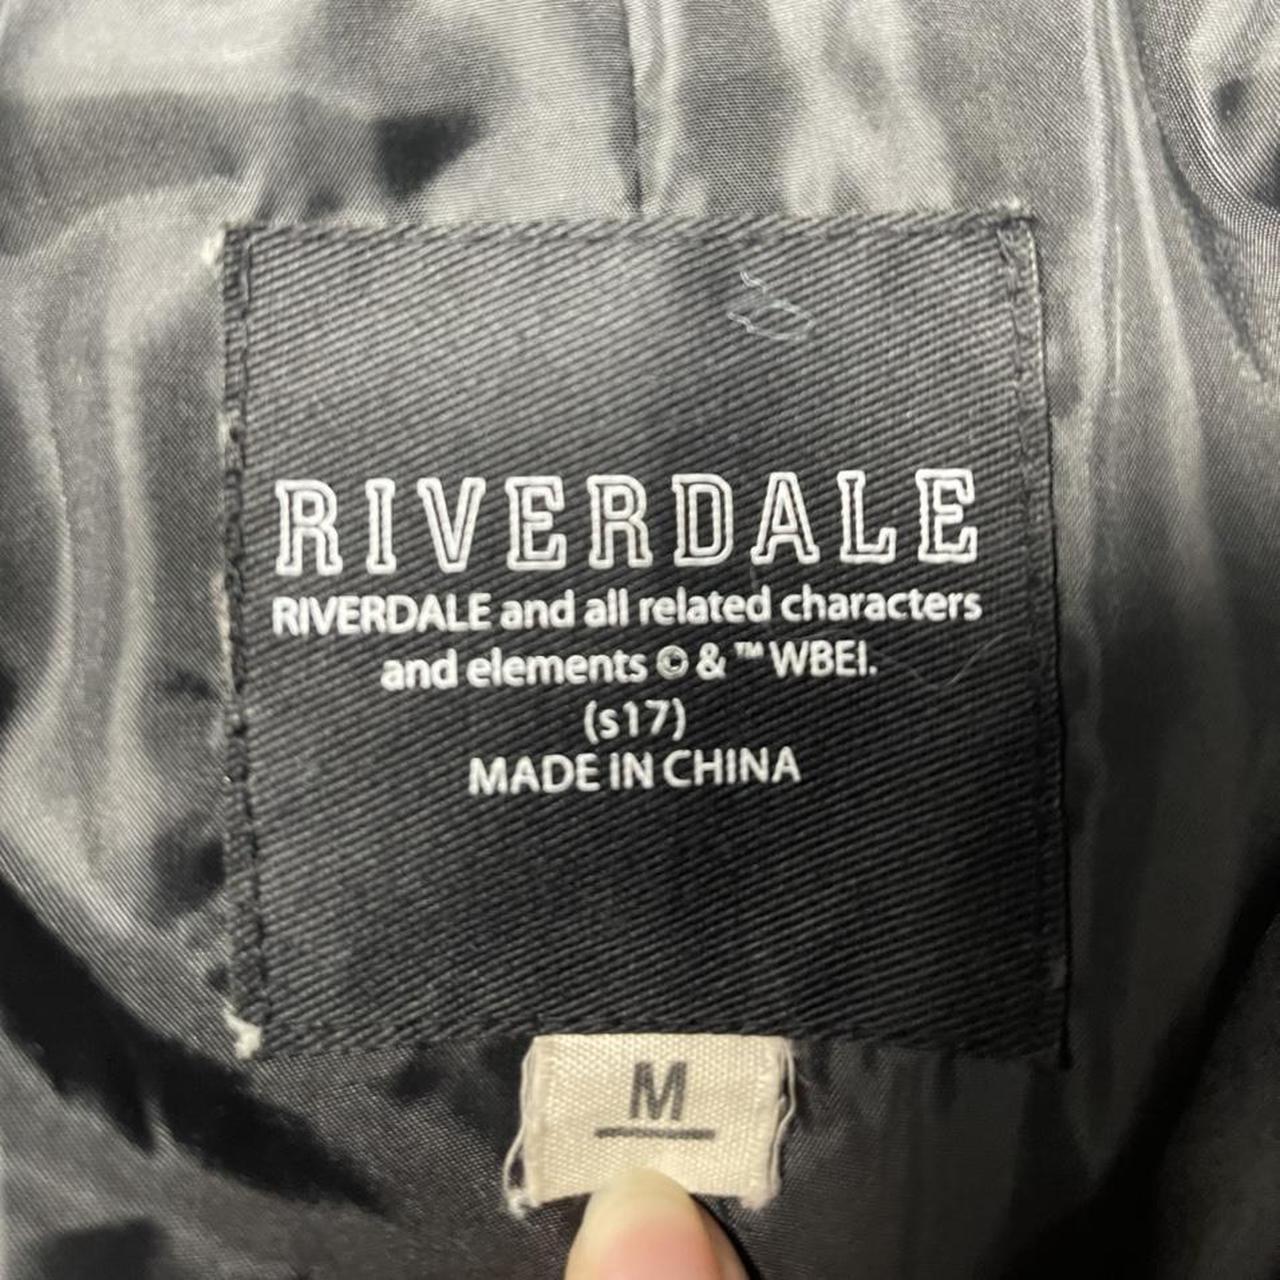 RIVERDALE
RIVERDALE and all related characters
and elements © & ™ WBEI.
(s17)
MADE IN CHINA
M